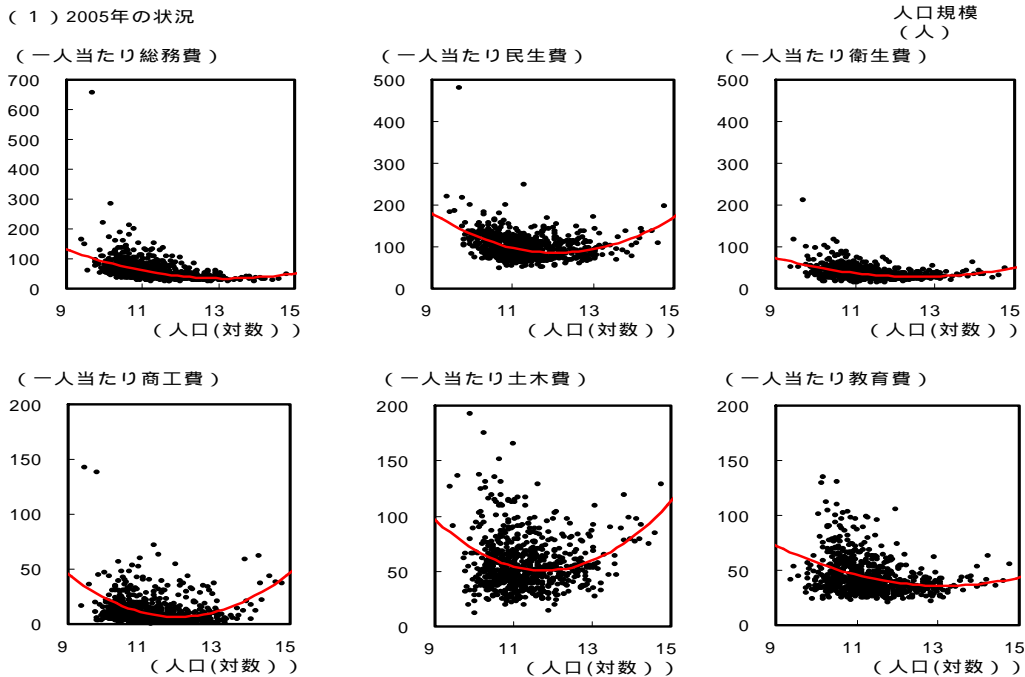 （１）2005年の状況
人口規模
（人）
（一人当たり総務費）
700
600
500
400
300
200
100
0
9 11 13 15
（人口(対数））
（一人当たり民生費）
500
400
300
200
100
0
9 11 13 15
（人口(対数））
（一人当たり衛生費）
500
400
300
200
100
0
9 11 13 15
（人口(対数））
（一人当たり商工費）
200
150
100
50
0
9 11 13 15
（人口(対数））
（一人当たり土木費）
200
150
100
50
0
9 11 13 15
（人口(対数））
（一人当たり教育費）
200
150
100
50
0
9 11 13 15
（人口(対数））